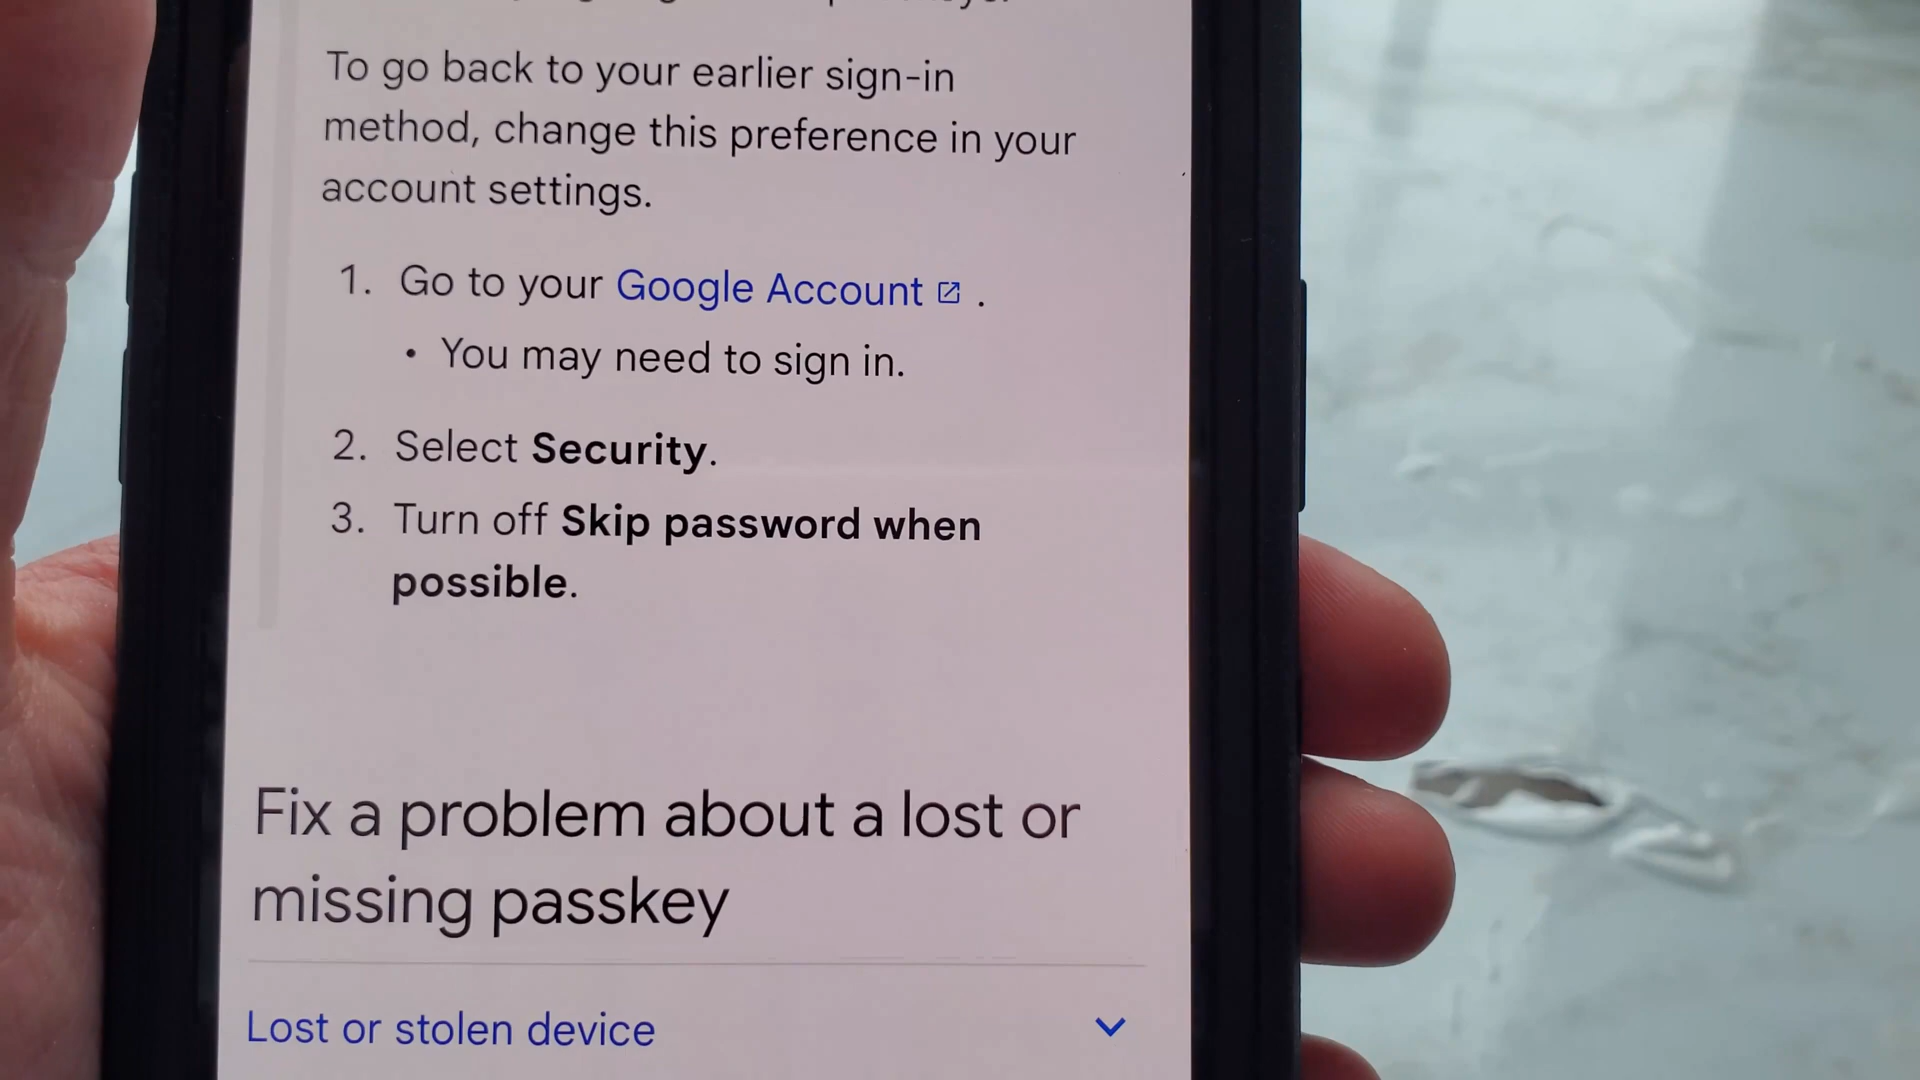 To go back to your earlier sign-in
method, change this preference in your
account settings.
1. Go to your Google Account .
• You may need to sign in.
2. Select Security.
3. Turn off Skip password when
possible.
Fix a problem about a lost or
missing passkey
Lost or stolen device